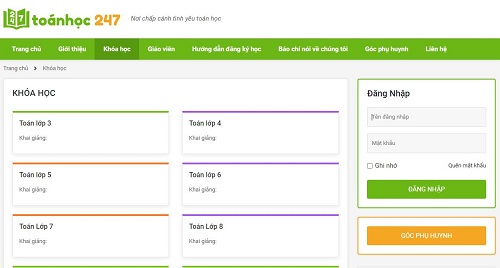 toánhọc 247
Nơi chấp cánh tình yêu toán học
Trang chủ Giới thiệu Khóa học Giáo viên Hướng dẫn đăng ký học Báo chí nói về chúng tôi Góc phụ huynh Liên hệ
Trang chủ > Khóa học
KHÓA HỌC
Toán lớp 3
Khai giảng:
Toán lớp 4
Khai giảng:
Toán lớp 5
Khai giảng:
Toán lớp 6
Khai giảng:
Toán Lớp 7
Khai giảng:
Toán Lớp 8
Khai giảng:
Đăng Nhập
Tên đăng nhập
Mật khẩu
Ghi nhớ Quên mật khẩu
ĐĂNG NHẬP
GÓC PHỤ HUYNH